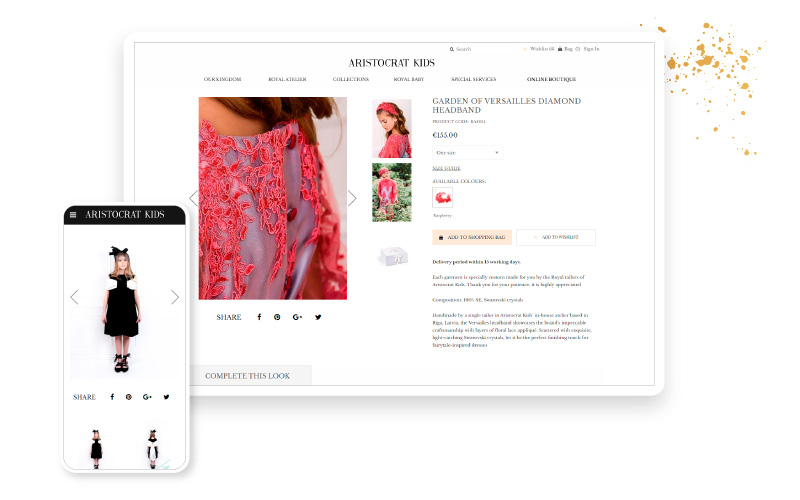 Search
Wishlist (0) Bag (0) Sign In
ARISTOCRAT KIDS
OUR KINGDOM ROYAL ATELIER COLLECTIONS ROYAL BABY SPECIAL SERVICES ONLINE BOUTIQUE
GARDEN OF VERSAILLES DIAMOND
HEADBAND
PRODUCT CODE:
€155.00
One size
SIZE GUIDE
AVAILABLE COLOURS:
Raspberry
ADD TO SHOPPING BAG ADD TO WISHLIST
Delivery period within 15 working days.
Each garment is specially custom made for you by the Royal tailors of
Aristocrat Kids. Thank you for your patience, it is highly appreciated
Composition: 100% SE, Swarovski crystals
Handmade by a single tailor in Aristocrat Kids' in-house atelier based in
Riga, Latvia, the Versailles headband showcases the brand's impeccable
craftsmanship with layers of floral lace appliqué. Scattered with exquisite,
light-catching Swarovski crystals, let it be the perfect finishing touch for
fairytale-inspired dresses
SHARE
COMPLETE THIS LOOK
ARISTOCRAT KIDS
SHARE